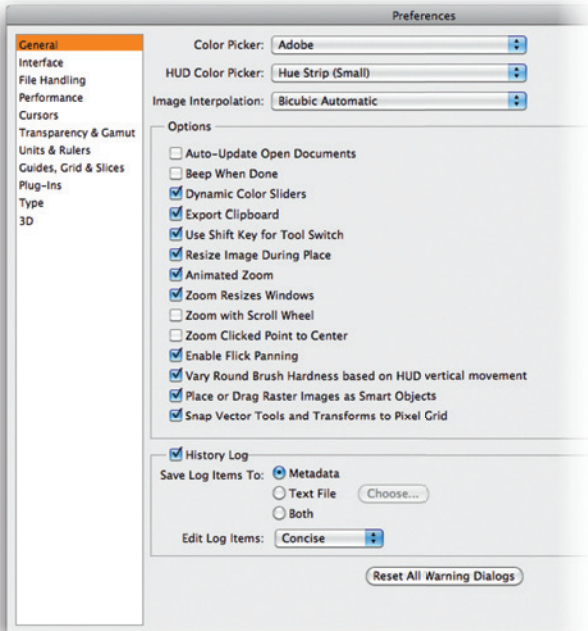 Preferences
General
Interface
File Handling
Performance
Cursors
Transparency & Gamut
Units & Rulers
Guides, Grid & Slices
Plug-Ins
Type
3D
Color Picker: Adobe
HUD Color Picker: Hue Strip (Small)
Image Interpolation: Bicubic Automatic
Options
Auto-Update Open Documents
Beep When Done
Dynamic Color Sliders
Export Clipboard
Use Shift Key for Tool Switch
Resize Image During Place
Animated Zoom
Zoom Resizes Windows
Zoom with Scroll Wheel
Zoom Clicked Point to Center
Enable Flick Panning
Vary Round Brush Hardness based on HUD vertical movement
Place or Drag Raster Images as Smart Objects
Snap Vector Tools and Transforms to Pixel Grid
History Log
Save Log Items To: Metadata
Text File Choose...
Both
Edit Log Items: Concise
Reset All Warning Dialogs